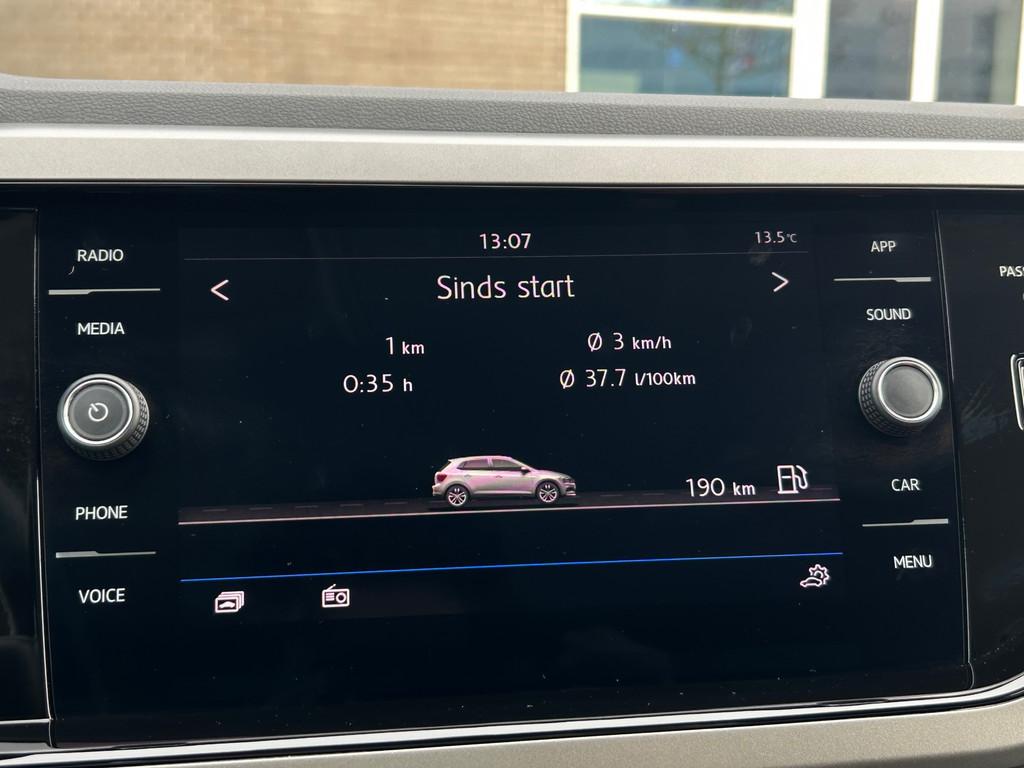 RADIO
MEDIA
PHONE
VOICE
13:07
13.5°C
< Sinds start >
1 km
Ø 3 km/h
0:35 h
Ø 37.7 l/100km
190 km
APP
SOUND
CAR
MENU
PAS